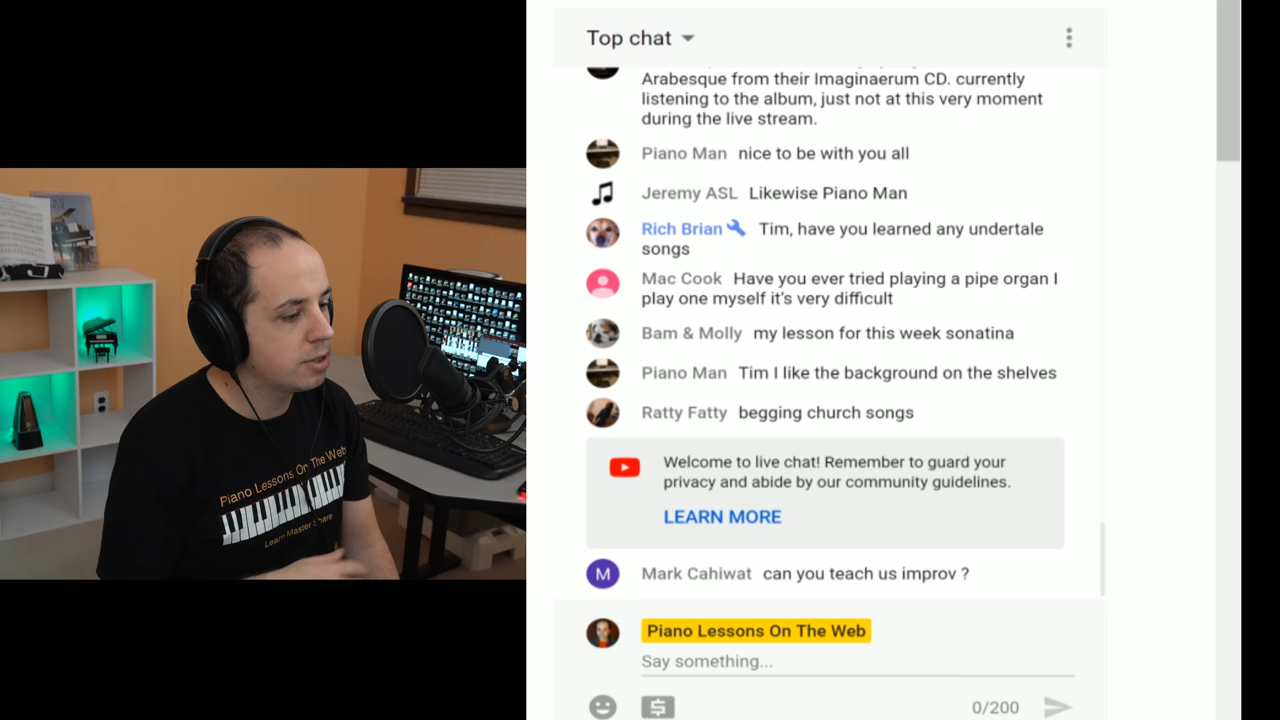 Top chat
Arabesque from their Imaginaerum CD. currently
listening to the album, just not at this very moment
during the live stream.
Piano Man nice to be with you all
Jeremy ASL Likewise Piano Man
Rich Brian Tim, have you learned any undertale
songs
Mac Cook Have you ever tried playing a pipe organ I
play one myself it's very difficult
Bam & Molly my lesson for this week sonatina
Piano Man Tim I like the background on the shelves
Ratty Fatty begging church songs
Welcome to live chat! Remember to guard your
privacy and abide by our community guidelines.
LEARN MORE
M
Mark Cahiwat can you teach us improv ?
Piano Lessons On The Web
Say something...
0/200
Piano Lessons On The Web
Learn Master Share